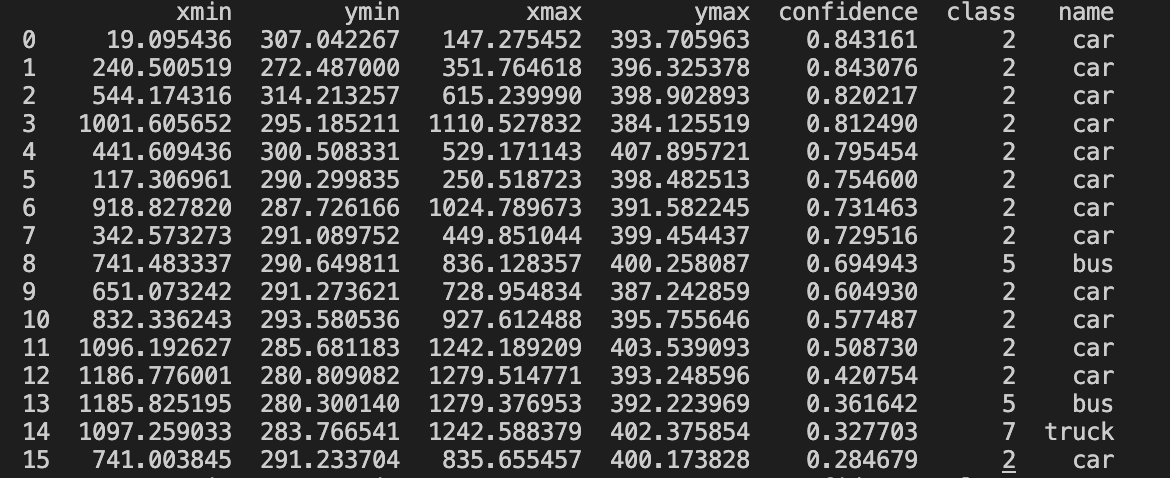 xmin ymin xmax ymax confidence class name
0 19.095436 307.042267 147.275452 393.705963 0.843161 2 car
1 240.500519 272.487000 351.764618 396.325378 0.843076 2 car
2 544.174316 314.213257 615.239990 398.902893 0.820217 2 car
3 1001.605652 295.185211 1110.527832 384.125519 0.812490 2 car
4 441.609436 300.508331 529.171143 407.895721 0.795454 2 car
5 117.306961 290.299835 250.518723 398.482513 0.754600 2 car
6 918.827820 287.726166 1024.789673 391.582245 0.731463 2 car
7 342.573273 291.089752 449.851044 399.454437 0.729516 2 car
8 741.483337 290.649811 836.128357 400.258087 0.694943 5 bus
9 651.073242 291.273621 728.954834 387.242859 0.604930 2 car
10 832.336243 293.580536 927.612488 395.755646 0.577487 2 car
11 1096.192627 285.681183 1242.189209 403.539093 0.508730 2 car
12 1186.776001 280.809082 1279.514771 393.248596 0.420754 2 car
13 1185.825195 280.300140 1279.376953 392.223969 0.361642 5 bus
14 1097.259033 283.766541 1242.588379 402.375854 0.327703 7 truck
15 741.003845 291.233704 835.655457 400.173828 0.284679 2 car